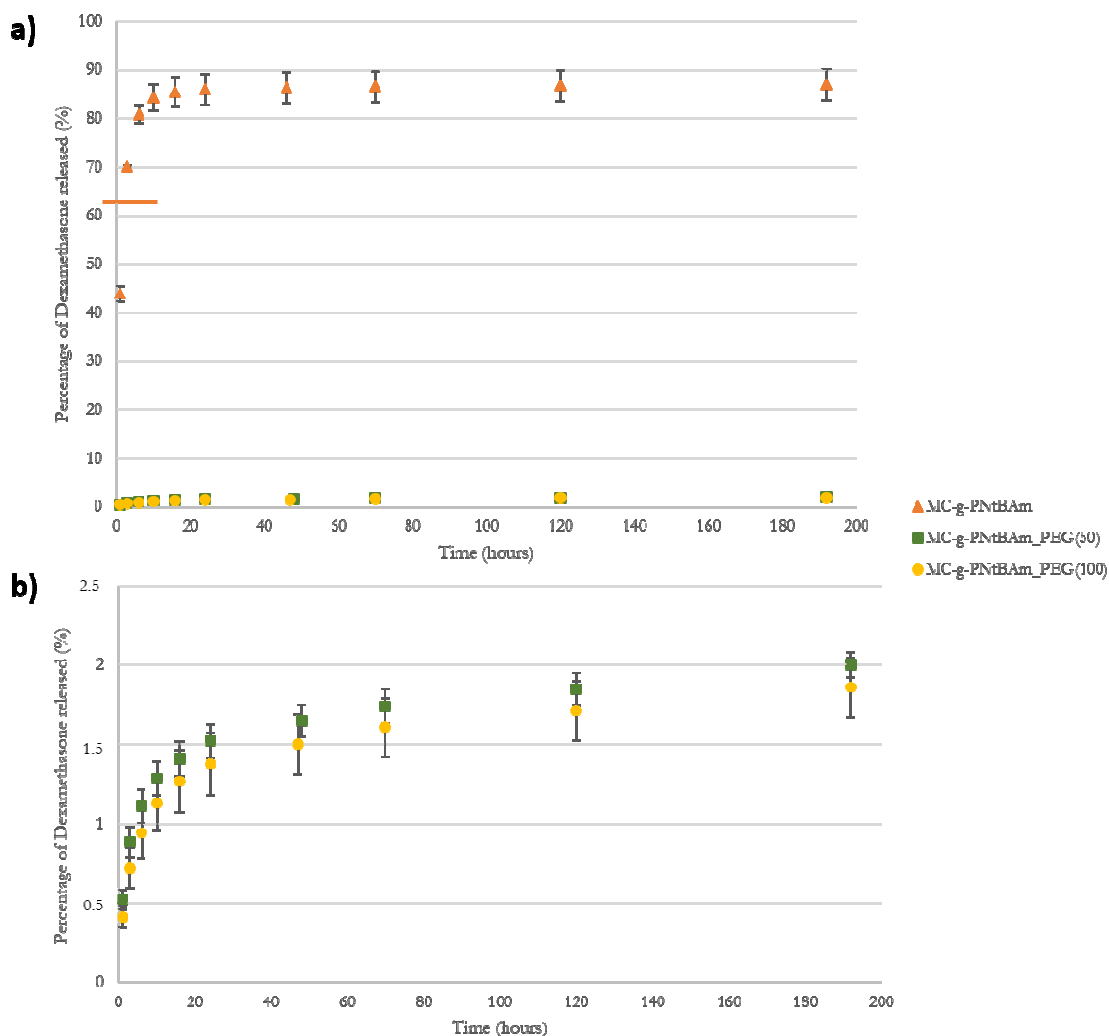 a)
Percentage of Dexamethasone released (%)
100
90
80
70
60
50
40
30
20
10
0
0 20 40 60 80 100 120 140 160 180 200
Time (hours)
MC-g-PNtBAm
MC-g-PNtBAm_PEG(50)
MC-g-PNtBAm_PEG(100)
b)
Percentage of Dexamethasone released (%)
2.5
2
1.5
1
0.5
0
0 20 40 60 80 100 120 140 160 180 200
Time (hours)